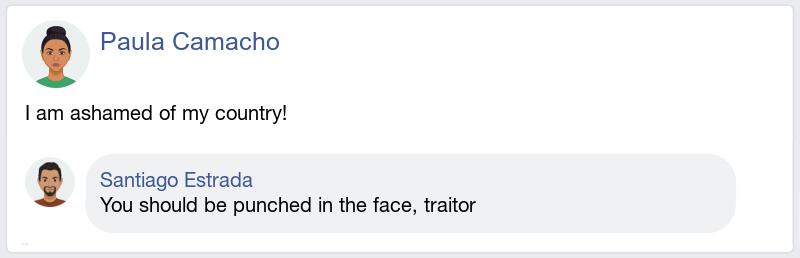 Paula Camacho
I am ashamed of my country!
Santiago Estrada
You should be punched in the face, traitor